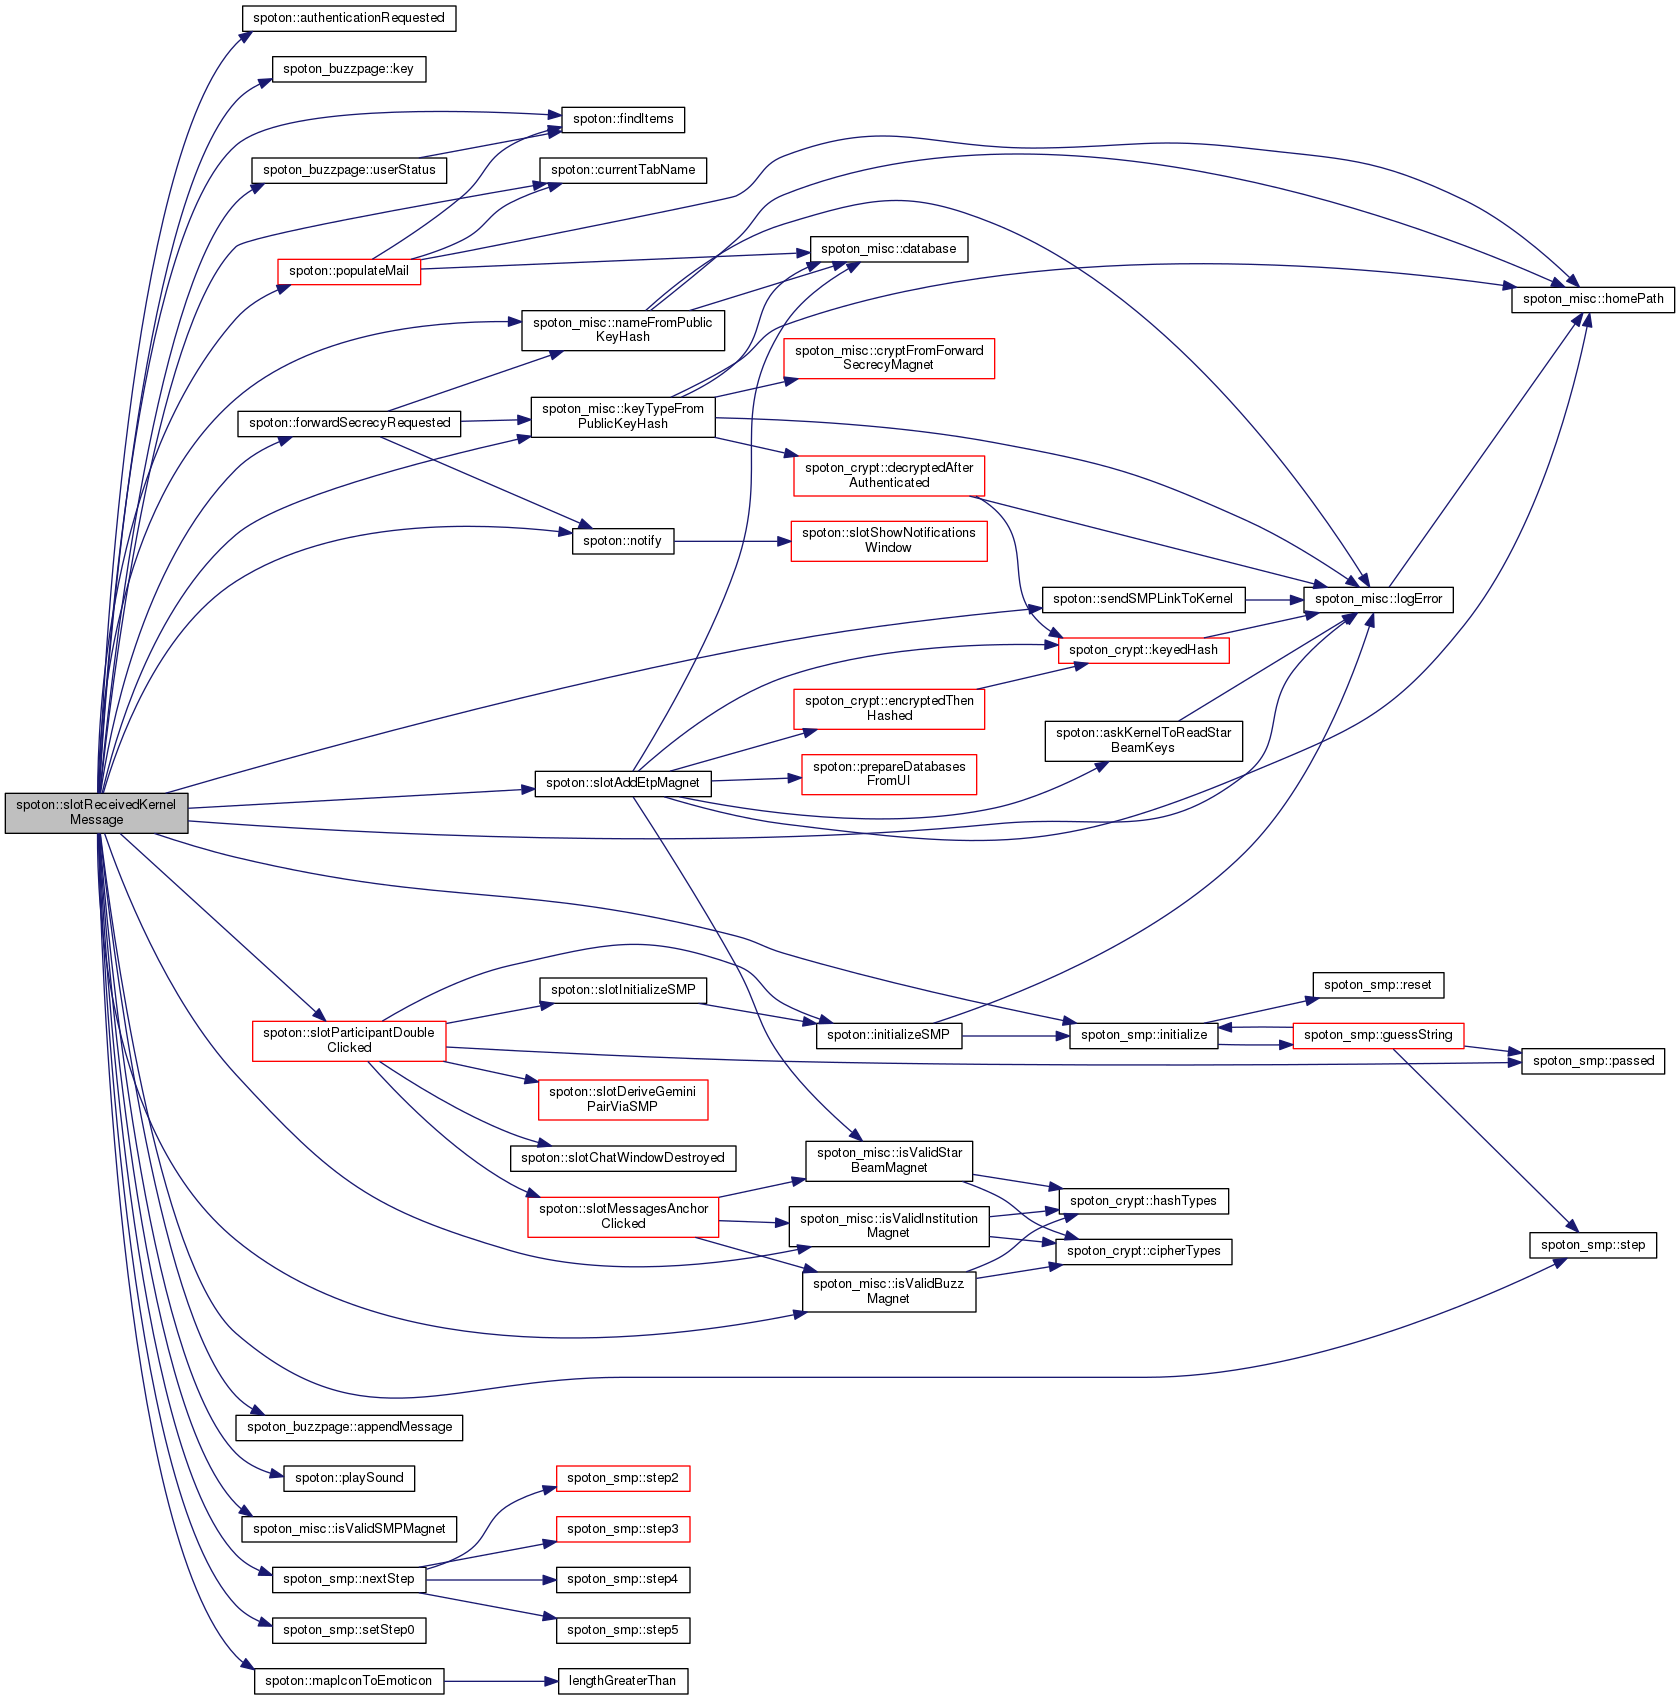 spoton::authenticationRequested
spoton_buzzpage::key
spoton::findItems
spoton_buzzpage::userStatus
spoton::currentTabName
spoton::populateMail
spoton_misc::database
spoton_misc::homePath
spoton_misc::nameFromPublic
KeyHash
spoton_misc::cryptFromForward
SecrecyMagnet
spoton::forwardSecrecyRequested
spoton_misc::keyTypeFrom
PublicKeyHash
spoton_crypt::decryptedAfter
Authenticated
spoton::notify
spoton::slotShowNotifications
Window
spoton::sendSMPLinkToKernel
spoton_misc::logError
spoton_crypt::keyedHash
spoton_crypt::encryptedThen
Hashed
spoton::askKernelToReadStar
BeamKeys
spoton::prepareDatabases
FromUI
spoton::slotAddEtpMagnet
spoton::slotReceivedKernel
Message
spoton::slotInitializeSMP
spoton_smp::reset
spoton::slotParticipantDouble
Clicked
spoton::initializeSMP
spoton_smp::initialize
spoton_smp::guessString
spoton_smp::passed
spoton::slotDeriveGemini
PairViaSMP
spoton::slotChatWindowDestroyed
spoton_misc::isValidStar
BeamMagnet
spoton_crypt::hashTypes
spoton::slotMessagesAnchor
Clicked
spoton_misc::isValidInstitution
Magnet
spoton_crypt::cipherTypes
spoton_smp::step
spoton_misc::isValidBuzz
Magnet
spoton_buzzpage::appendMessage
spoton::playSound
spoton_smp::step2
spoton_misc::isValidSMPMagnet
spoton_smp::step3
spoton_smp::nextStep
spoton_smp::step4
spoton_smp::setStep0
spoton_smp::step5
spoton::mapIconToEmoticon
lengthGreaterThan